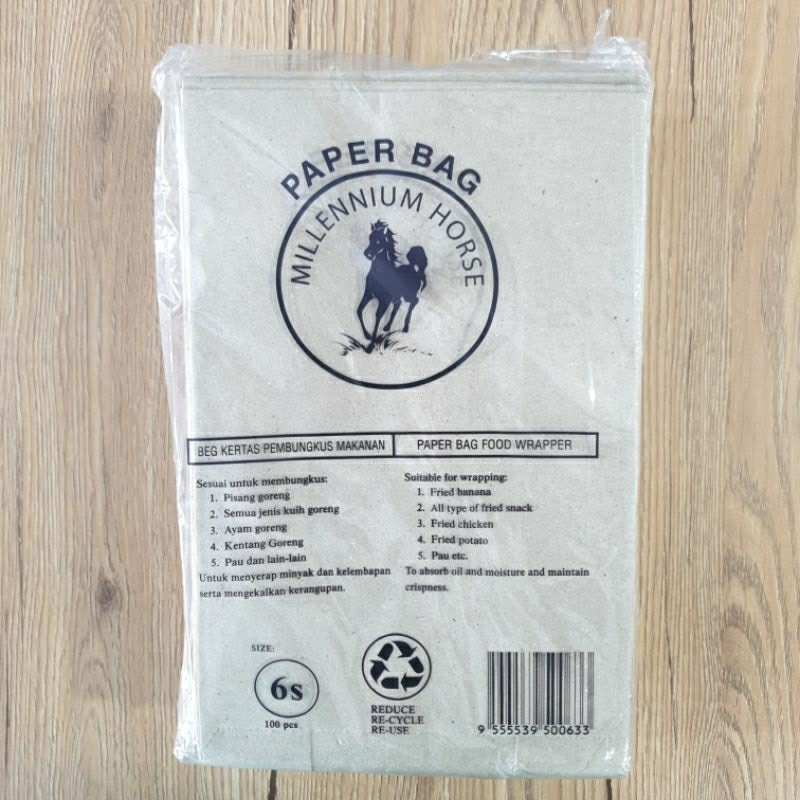 PAPER BAG
MILLENNIUM HORSE
BEG KERTAS PEMBUNGKUS MAKANAN
PAPER BAG FOOD WRAPPER
Sesuai untuk membungkus:
1. Pisang goreng
2. Semua jenis kuih goreng
3. Ayam goreng
4. Kentang Goreng
5. Pau dan lain-lain
Untuk menyerap minyak dan kelembapan
serta mengekalkan kerangupan.
Suitable for wrapping:
1. Fried banana
2. All type of fried snack
3. Fried chicken
4. Fried potato
5. Pau etc.
To absorb oil and moisture and maintain
crispness.
SIZE:
6s
100 pcs
REDUCE
RE-CYCLE
RE-USE
9 555539 500633